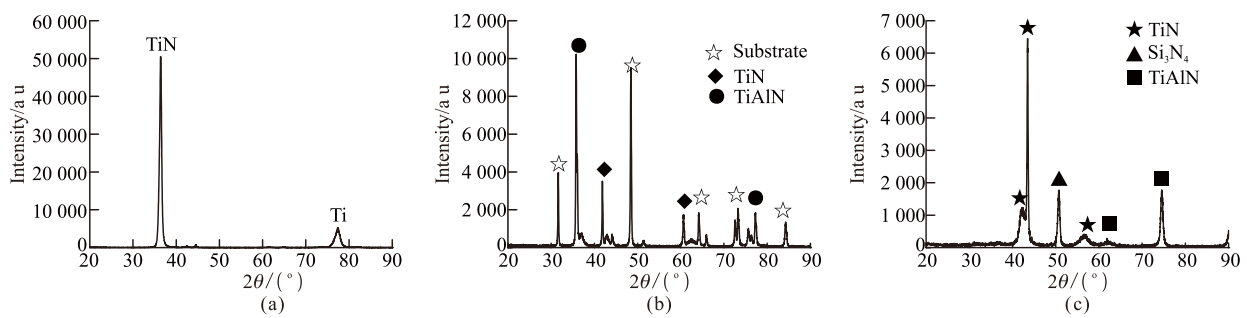 60 000
50 000
40 000
30 000
20 000
10 000
0
Intensity/a u
TiN
Ti
20 30 40 50 60 70 80 90
2θ/(°)
(a)
12 000
10 000
8 000
6 000
4 000
2 000
0
Intensity/a u
☆ Substrate
◆ TiN
● TiAlN
20 30 40 50 60 70 80 90
2θ/(°)
(b)
7 000
6 000
5 000
4 000
3 000
2 000
1 000
0
Intensity/a u
★ TiN
▲ Si₃N₄
■ TiAlN
20 30 40 50 60 70 80 90
2θ/(°)
(c)